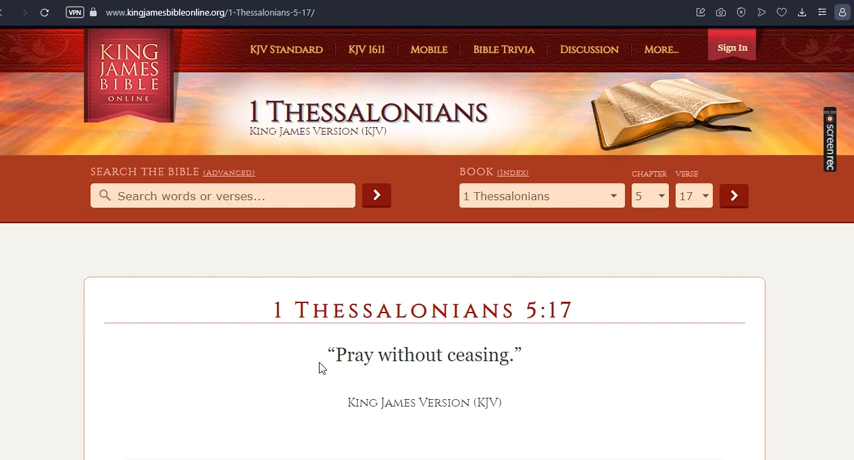 VPN
www.kingjamesbibleonline.org/1-Thessalonians-5-17/
KING
JAMES
BIBLE
ONLINE
KJV STANDARD KJV 1611 MOBILE BIBLE TRIVIA DISCUSSION MORE... Sign In
1 THESSALONIANS
KING JAMES VERSION (KJV)
screenrec
SEARCH THE BIBLE (ADVANCED) BOOK (INDEX) CHAPTER VERSE
Search words or verses... 1 Thessalonians 5 17
1 THESSALONIANS 5:17
“Pray without ceasing.”
KING JAMES VERSION (KJV)